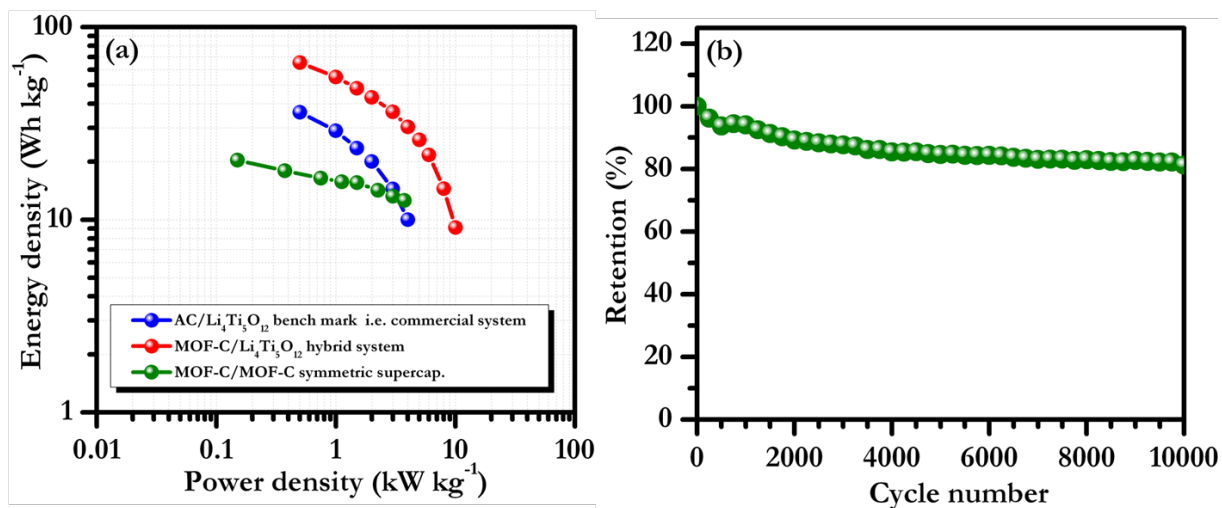 (a)
Energy density (Wh kg⁻¹)
100
10
1
AC/Li₄Ti₅O₁₂ bench mark i.e. commercial system
MOF-C/Li₄Ti₅O₁₂ hybrid system
MOF-C/MOF-C symmetric supercap.
0.01 0.1 1 10 100
Power density (kW kg⁻¹)
(b)
Retention (%)
120
100
80
60
40
20
0
0 2000 4000 6000 8000 10000
Cycle number